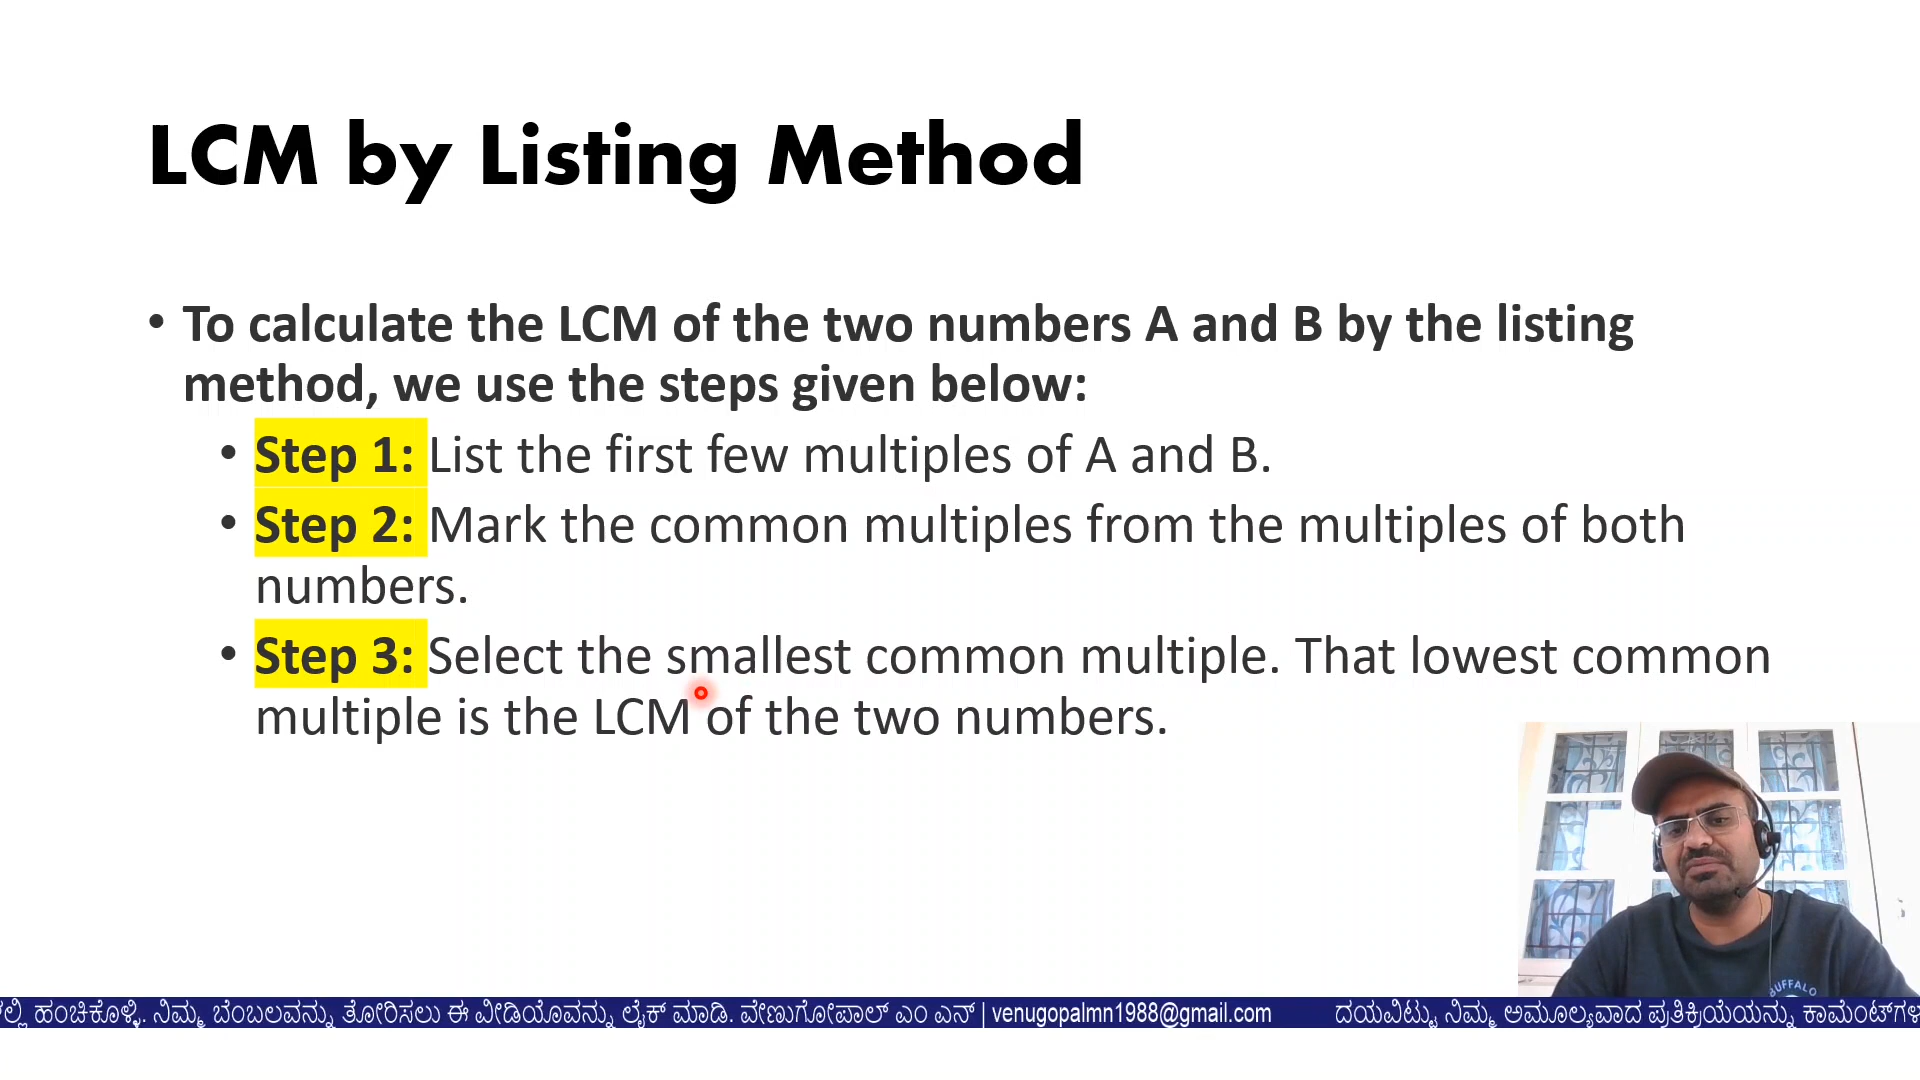 LCM by Listing Method
• To calculate the LCM of the two numbers A and B by the listing
method, we use the steps given below:
• Step 1: List the first few multiples of A and B.
• Step 2: Mark the common multiples from the multiples of both
numbers.
• Step 3: Select the smallest common multiple. That lowest common
multiple is the LCM of the two numbers.
BUFFALO
ಹಂಚಿಕೊಳ್ಳಿ. ನಿಮ್ಮ ಬೆಂಬಲವನ್ನು ತೋರಿಸಲು ಈ ವೀಡಿಯೊವನ್ನು ಲೈಕ್ ಮಾಡಿ. ವೇಣುಗೋಪಾಲ್ ಎಂ ಎನ್ | venugopalmn1988@gmail.com ದಯವಿಟ್ಟು ನಿಮ್ಮ ಅಮೂಲ್ಯವಾದ ಪ್ರತಿಕ್ರಿಯೆಯನ್ನು